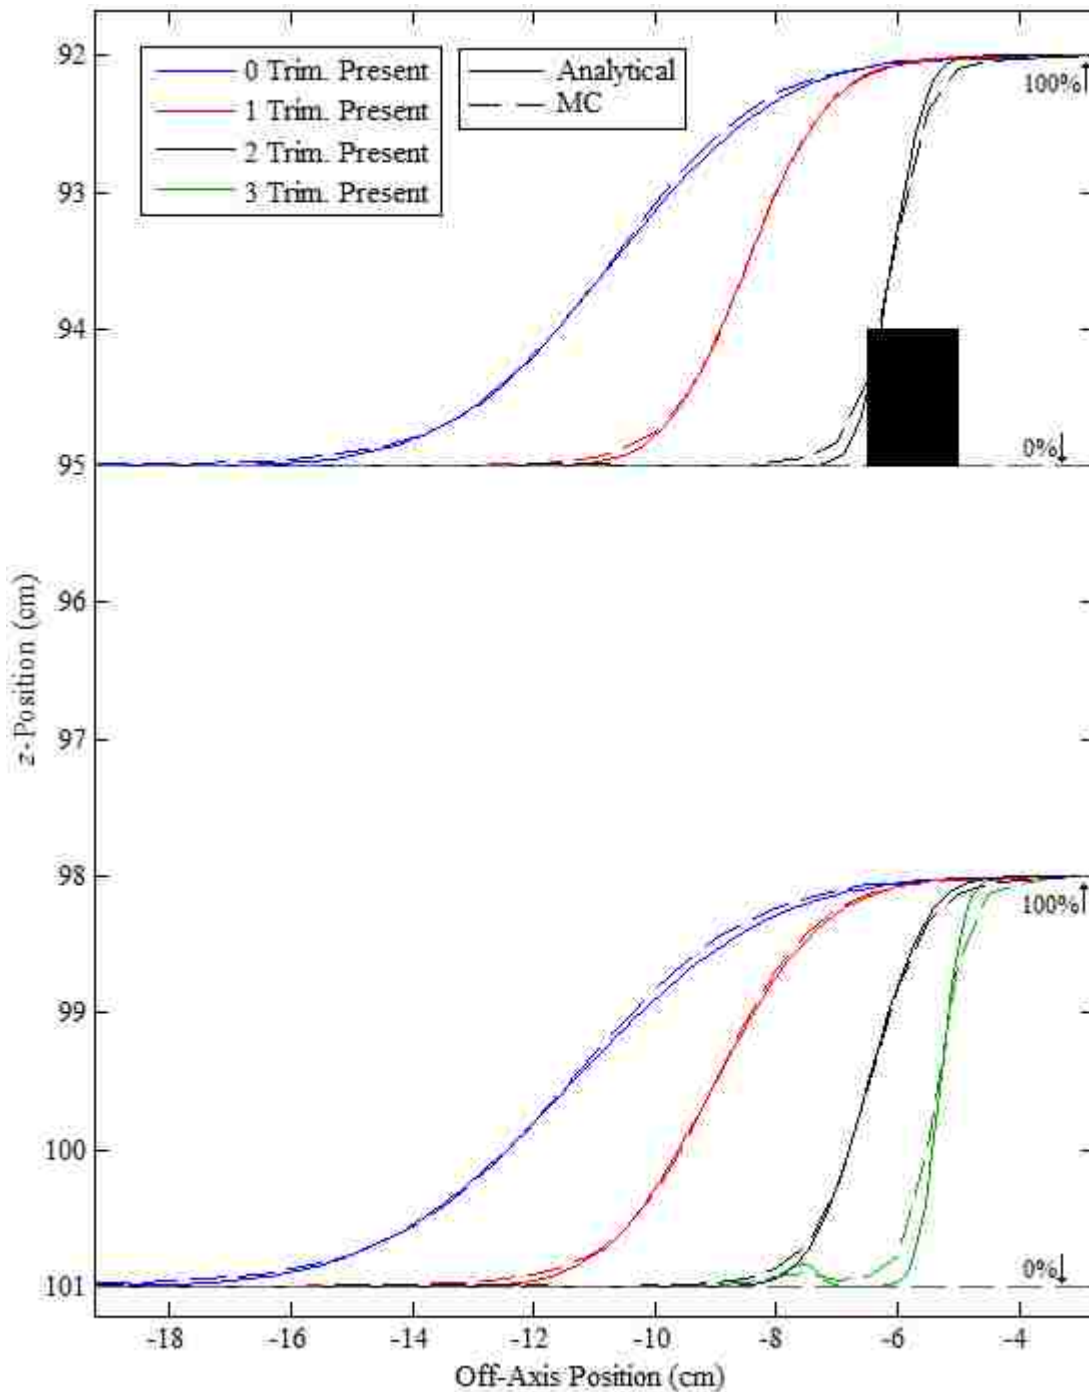 92
93
94
95
96
97
98
99
100
101
z-Position (cm)
0 Trim. Present
1 Trim. Present
2 Trim. Present
3 Trim. Present
Analytical
MC
100%
0%
100%
0%
-18 -16 -14 -12 -10 -8 -6 -4
Off-Axis Position (cm)